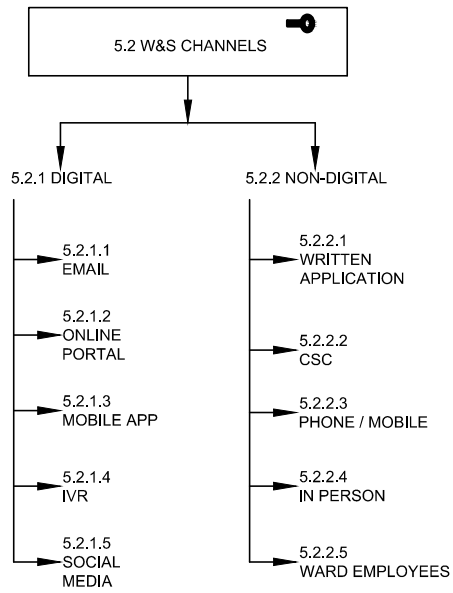 5.2 W&S CHANNELS
5.2.1 DIGITAL
5.2.1.1
EMAIL
5.2.1.2
ONLINE
PORTAL
5.2.1.3
MOBILE APP
5.2.1.4
IVR
5.2.1.5
SOCIAL
MEDIA
5.2.2 NON-DIGITAL
5.2.2.1
WRITTEN
APPLICATION
5.2.2.2
CSC
5.2.2.3
PHONE / MOBILE
5.2.2.4
IN PERSON
5.2.2.5
WARD EMPLOYEES